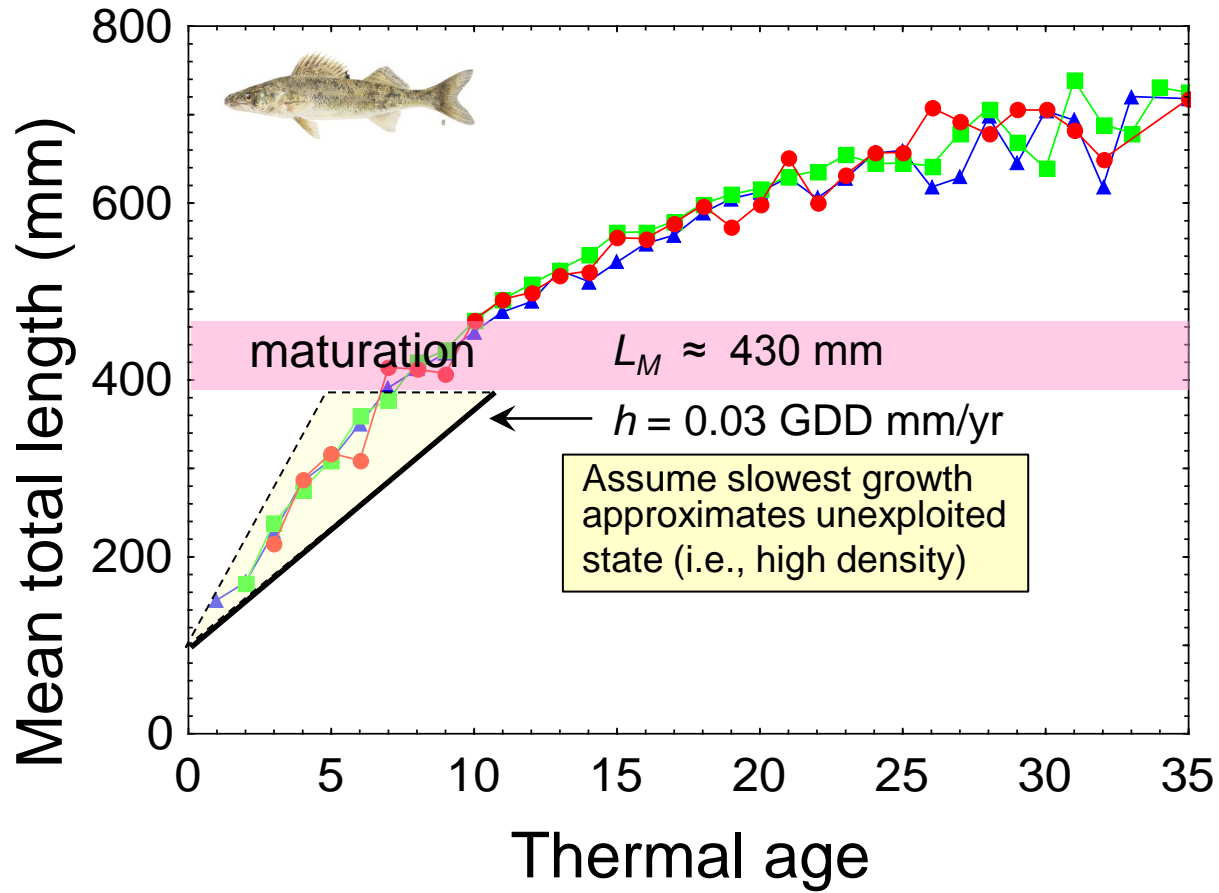 800
600
400
200
0
Mean total length (mm)
maturation
L_M ≈ 430 mm
h = 0.03 GDD mm/yr
Assume slowest growth
approximates unexploited
state (i.e., high density)
0 5 10 15 20 25 30 35
Thermal age